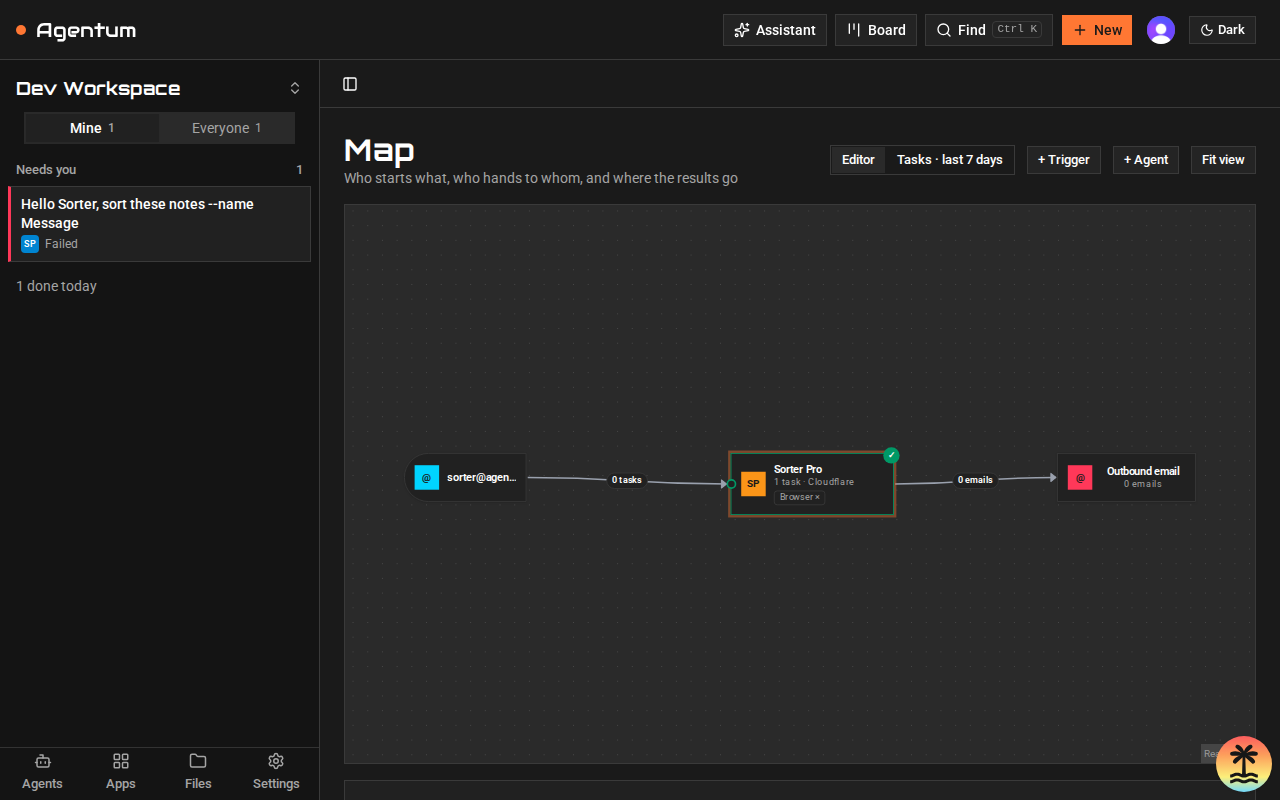 Agentum
Assistant
Board
Find Ctrl K
+ New
Dark
Dev Workspace
Mine 1
Everyone 1
Needs you 1
Hello Sorter, sort these notes --name
Message
SP Failed
1 done today
Agents
Apps
Files
Settings
Map
Who starts what, who hands to whom, and where the results go
Editor
Tasks · last 7 days
+ Trigger
+ Agent
Fit view
@ sorter@agen...
0 tasks
✓
SP
Sorter Pro
1 task · Cloudflare
Browser ×
0 emails
@
Outbound email
0 emails